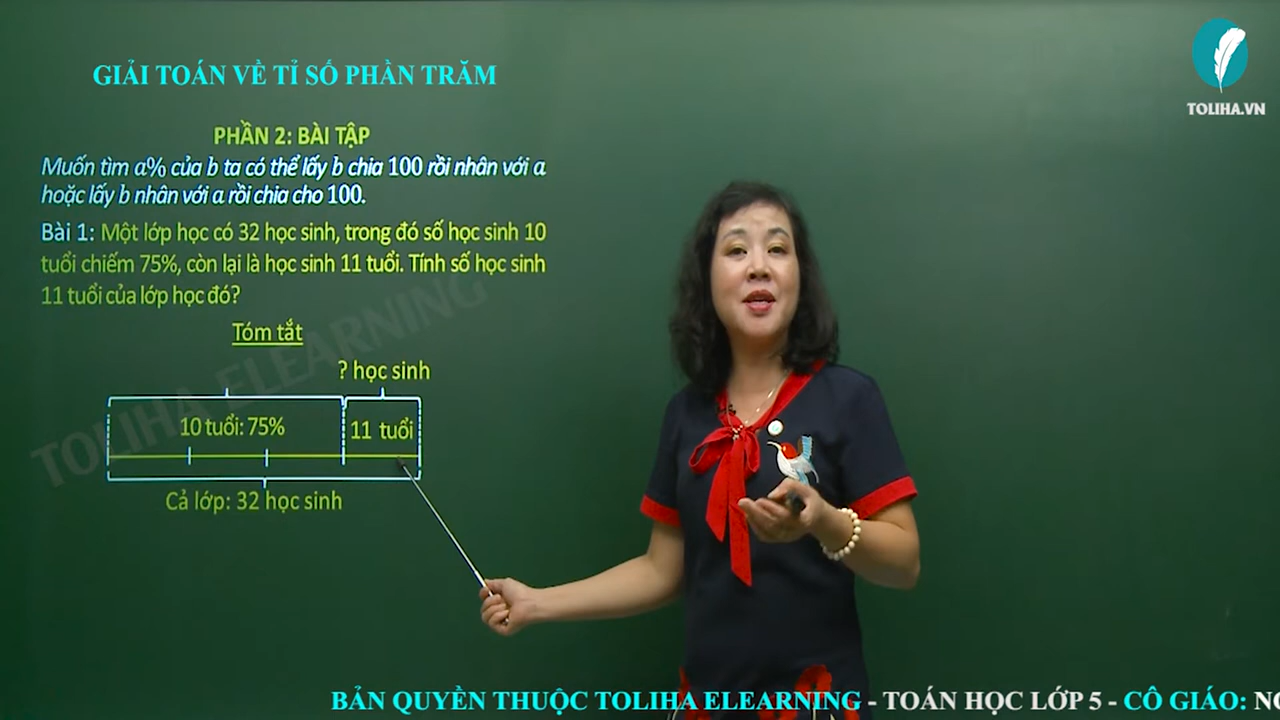 GIẢI TOÁN VỀ TỈ SỐ PHẦN TRĂM
TOLIHA.VN
PHẦN 2: BÀI TẬP
Muốn tìm a% của b ta có thể lấy b chia 100 rồi nhân với a
hoặc lấy b nhân với a rồi chia cho 100.
Bài 1: Một lớp học có 32 học sinh, trong đó số học sinh 10
tuổi chiếm 75%, còn lại là học sinh 11 tuổi. Tính số học sinh
11 tuổi của lớp học đó?
Tóm tắt
? học sinh
10 tuổi: 75%
11 tuổi
Cả lớp: 32 học sinh
TOLIHA ELEARNING
BẢN QUYỀN THUỘC TOLIHA ELEARNING - TOÁN HỌC LỚP 5 - CÔ GIÁO: